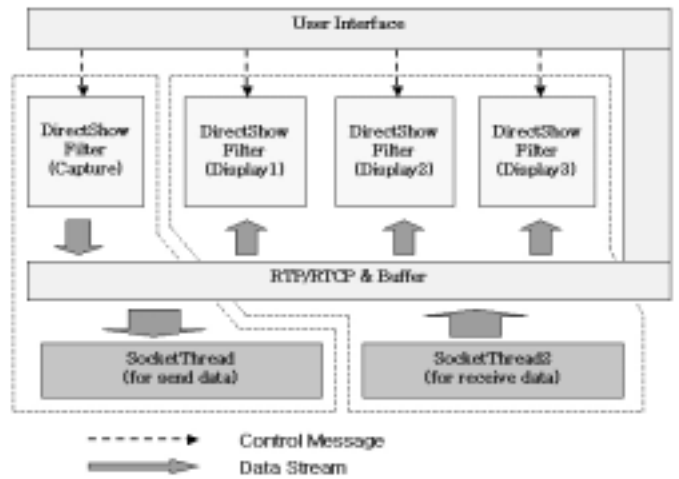 User Interface
DirectShow
Filter
(Capture)
DirectShow
Filter
(Display1)
DirectShow
Filter
(Display2)
DirectShow
Filter
(Display3)
RTP/RTCP & Buffer
SocketThread
(for send data)
SocketThread2
(for receive data)
Control Message
Data Stream